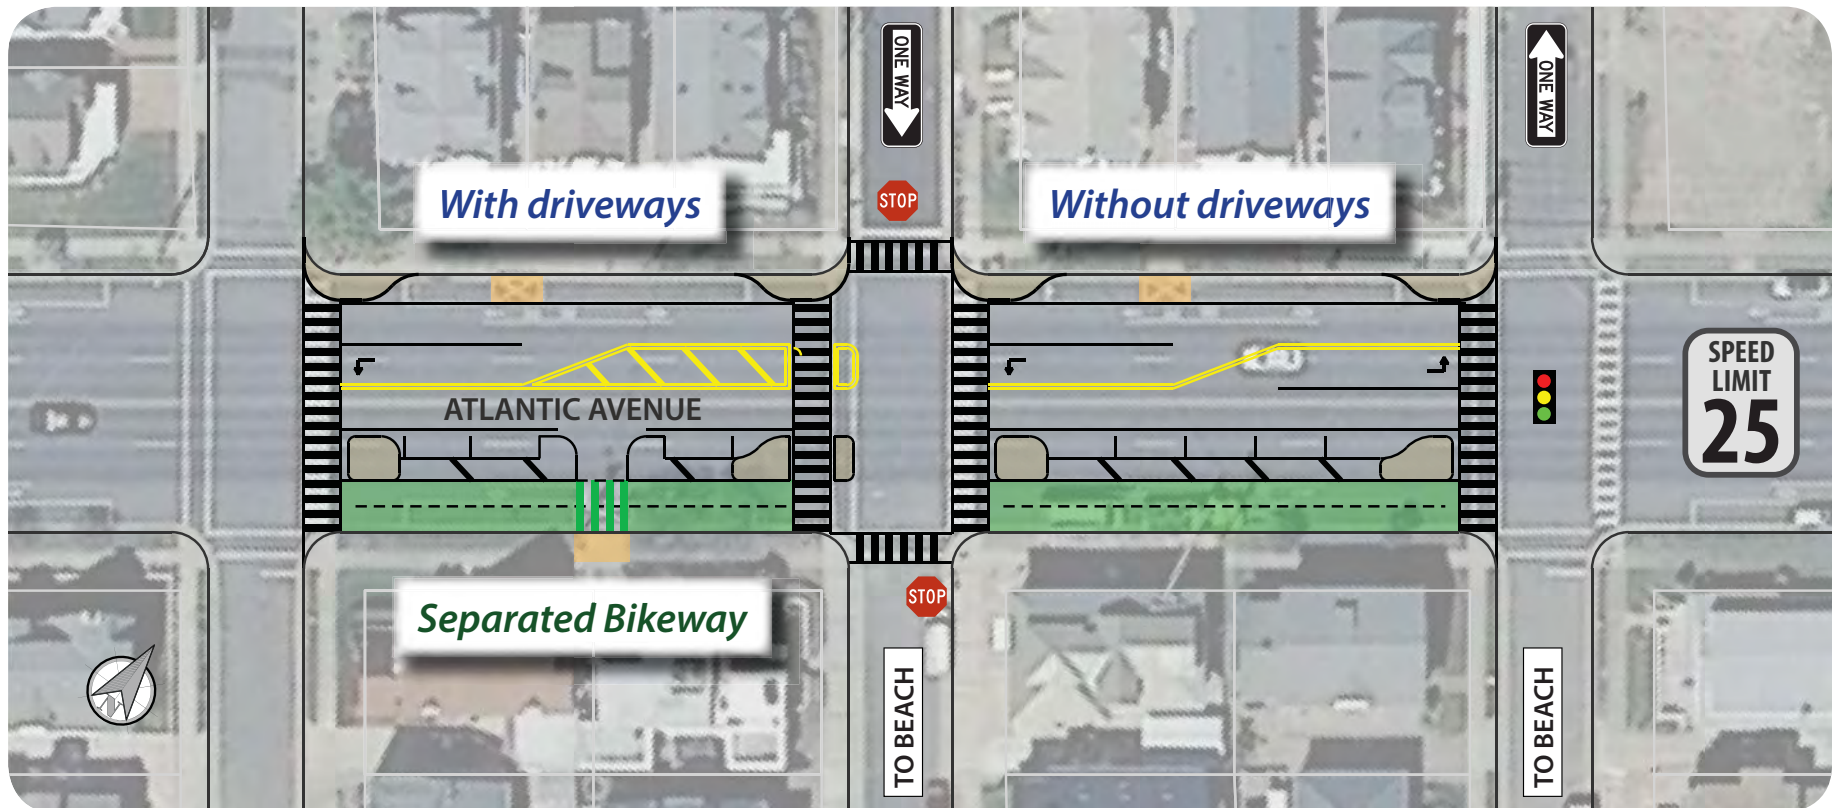 ONE WAY
ONE WAY
STOP
With driveways
Without driveways
SPEED
LIMIT
25
ATLANTIC AVENUE
Separated Bikeway
STOP
TO BEACH
TO BEACH